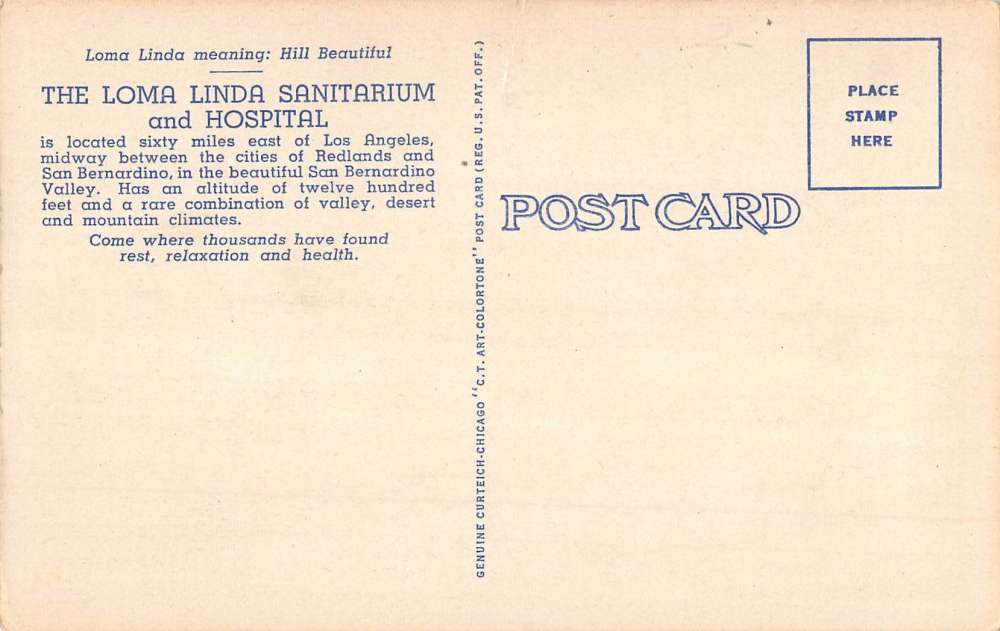 Loma Linda meaning: Hill Beautiful
THE LOMA LINDA SANITARIUM
and HOSPITAL
is located sixty miles east of Los Angeles,
midway between the cities of Redlands and
San Bernardino, in the beautiful San Bernardino
Valley. Has an altitude of twelve hundred
feet and a rare combination of valley, desert
and mountain climates.
Come where thousands have found
rest, relaxation and health.
GENUINE CURTEICH-CHICAGO "C.T. ART-COLORTONE" POST CARD (REG. U.S. PAT. OFF.)
POST CARD
PLACE
STAMP
HERE